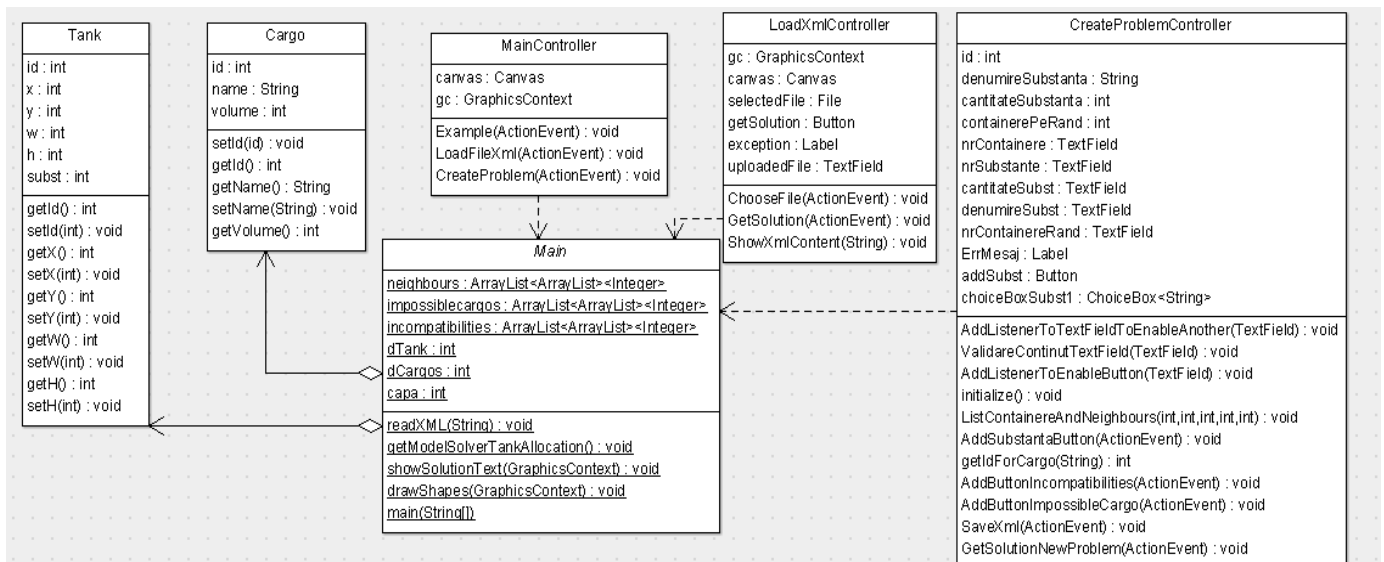 Tank
id : int
x : int
y : int
w : int
h : int
subst : int
getId() : int
setId(int) : void
getX() : int
setX(int) : void
getY() : int
setY(int) : void
getW() : int
setW(int) : void
getH() : int
setH(int) : void
Cargo
id : int
name : String
volume : int
setId(id) : void
getId() : int
getName() : String
setName(String) : void
getVolume() : int
MainController
canvas : Canvas
gc : GraphicsContext
Example(ActionEvent) : void
LoadFileXml(ActionEvent) : void
CreateProblem(ActionEvent) : void
Main
neighbours : ArrayList<ArrayList><Integer>
impossiblecargos : ArrayList<ArrayList><Integer>
incompatibilities : ArrayList<ArrayList><Integer>
dTank : int
dCargos : int
capa : int
readXML(String) : void
getModelSolverTankAllocation() : void
showSolutionText(GraphicsContext) : void
drawShapes(GraphicsContext) : void
main(String[])
LoadXmlController
gc : GraphicsContext
canvas : Canvas
selectedFile : File
getSolution : Button
exception : Label
uploadedFile : TextField
ChooseFile(ActionEvent) : void
GetSolution(ActionEvent) : void
ShowXmlContent(String) : void
CreateProblemController
id : int
denumireSubstanta : String
cantitateSubstanta : int
containerePeRand : int
nrContainere : TextField
nrSubstante : TextField
cantitateSubst : TextField
denumireSubst : TextField
nrContainereRand : TextField
ErrMesaj : Label
addSubst : Button
choiceBoxSubst1 : ChoiceBox<String>
AddListenerToTextFieldToEnableAnother(TextField) : void
ValidareContinutTextField(TextField) : void
AddListenerToEnableButton(TextField) : void
initialize() : void
ListContainereAndNeighbours(int,int,int,int,int) : void
AddSubstantaButton(ActionEvent) : void
getIdForCargo(String) : int
AddButtonIncompatibilities(ActionEvent) : void
AddButtonImpossibleCargo(ActionEvent) : void
SaveXml(ActionEvent) : void
GetSolutionNewProblem(ActionEvent) : void